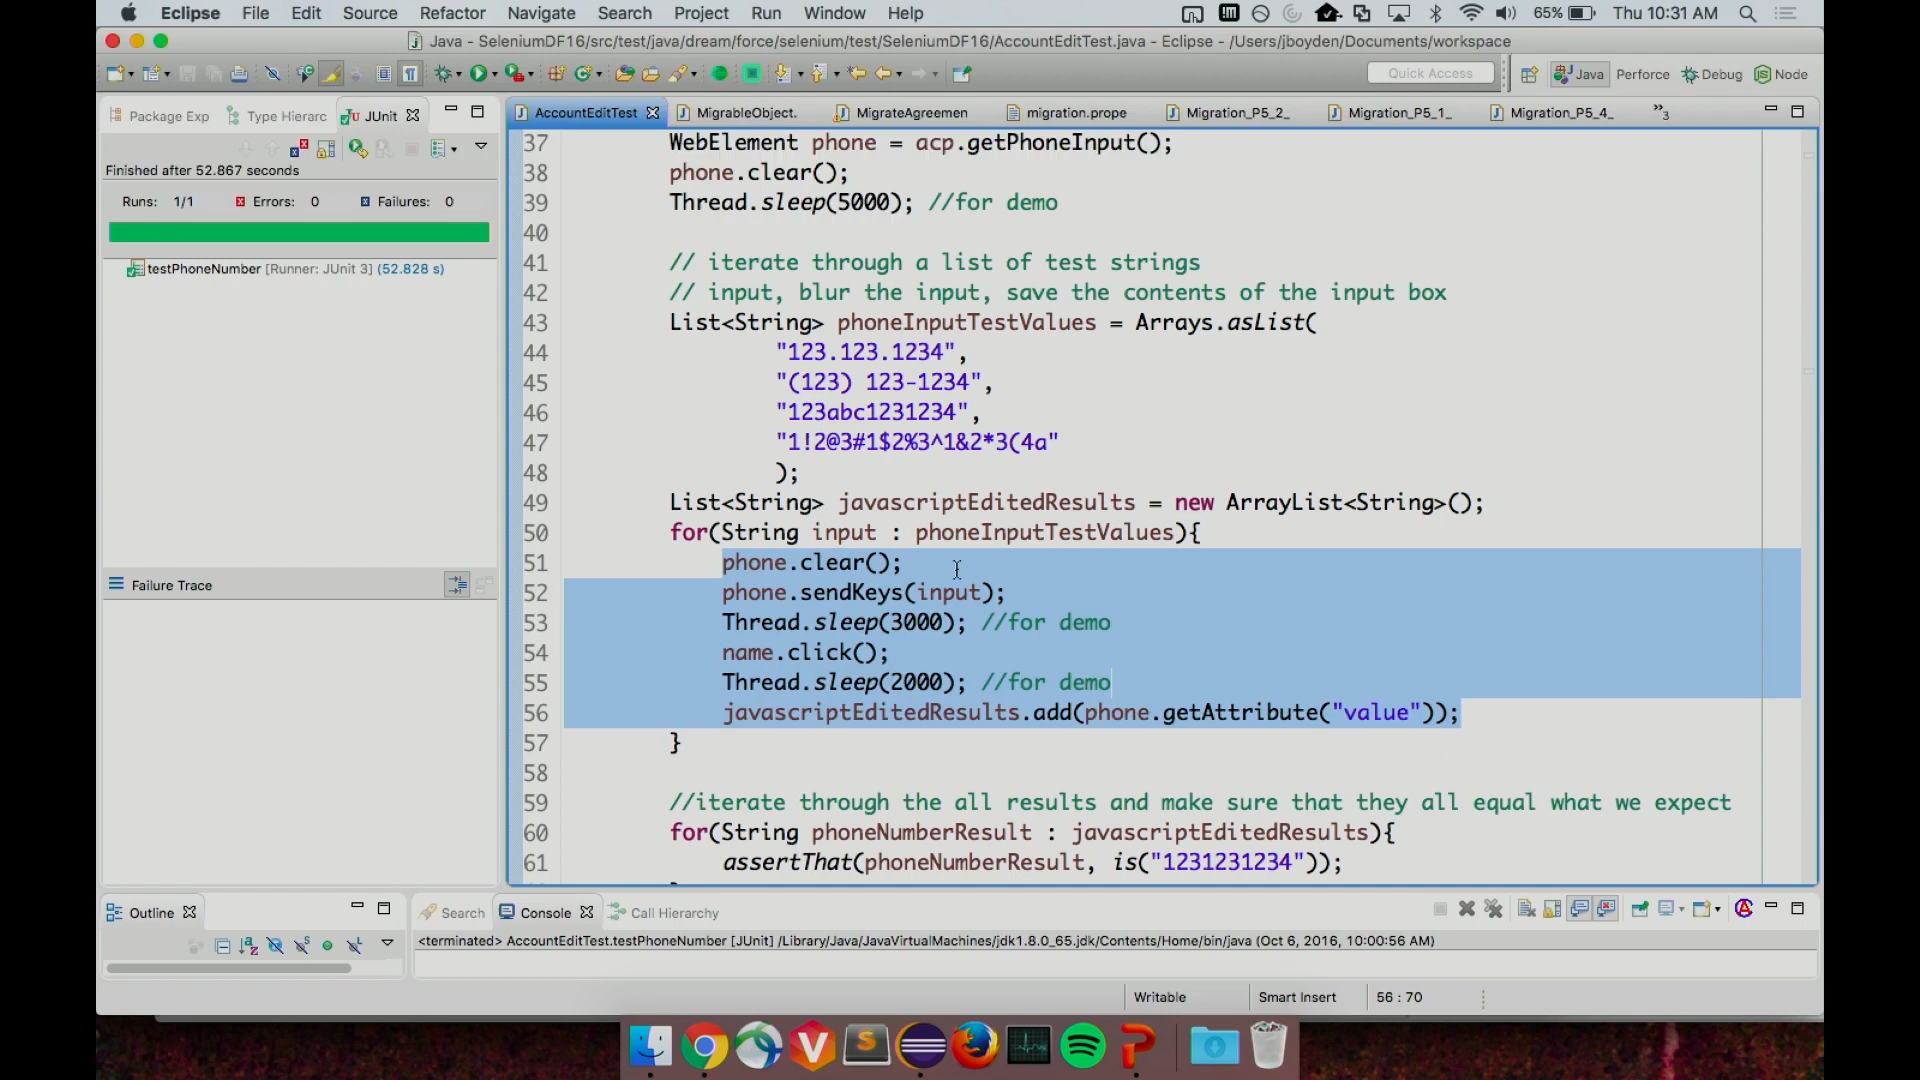 Eclipse File Edit Source Refactor Navigate Search Project Run Window Help 65% Thu 10:31 AM
Java - SeleniumDF16/src/test/java/dream/force/selenium/test/SeleniumDF16/AccountEditTest.java - Eclipse - /Users/jboyden/Documents/workspace
Quick Access Java Perforce Debug Node
Package Exp Type Hierarc JUnit
AccountEditTest MigrableObject. MigrateAgreemen migration.prope Migration_P5_2_ Migration_P5_1_ Migration_P5_4_ 3
Finished after 52.867 seconds
Runs: 1/1 Errors: 0 Failures: 0
testPhoneNumber [Runner: JUnit 3] (52.828 s)
Failure Trace
37 WebElement phone = acp.getPhoneInput();
38 phone.clear();
39 Thread.sleep(5000); //for demo
40
41 // iterate through a list of test strings
42 // input, blur the input, save the contents of the input box
43 List<String> phoneInputTestValues = Arrays.asList(
44 "123.123.1234",
45 "(123) 123-1234",
46 "123abc1231234",
47 "1!2@3#1$2%3^1&2*3(4a"
48 );
49 List<String> javascriptEditedResults = new ArrayList<String>();
50 for(String input : phoneInputTestValues){
51 phone.clear();
52 phone.sendKeys(input);
53 Thread.sleep(3000); //for demo
54 name.click();
55 Thread.sleep(2000); //for demo
56 javascriptEditedResults.add(phone.getAttribute("value"));
57 }
58
59 //iterate through the all results and make sure that they all equal what we expect
60 for(String phoneNumberResult : javascriptEditedResults){
61 assertThat(phoneNumberResult, is("1231231234"));
Outline
Search Console Call Hierarchy
<terminated> AccountEditTest.testPhoneNumber [JUnit] /Library/Java/JavaVirtualMachines/jdk1.8.0_65.jdk/Contents/Home/bin/java (Oct 6, 2016, 10:00:56 AM)
Writable Smart Insert 56 : 70